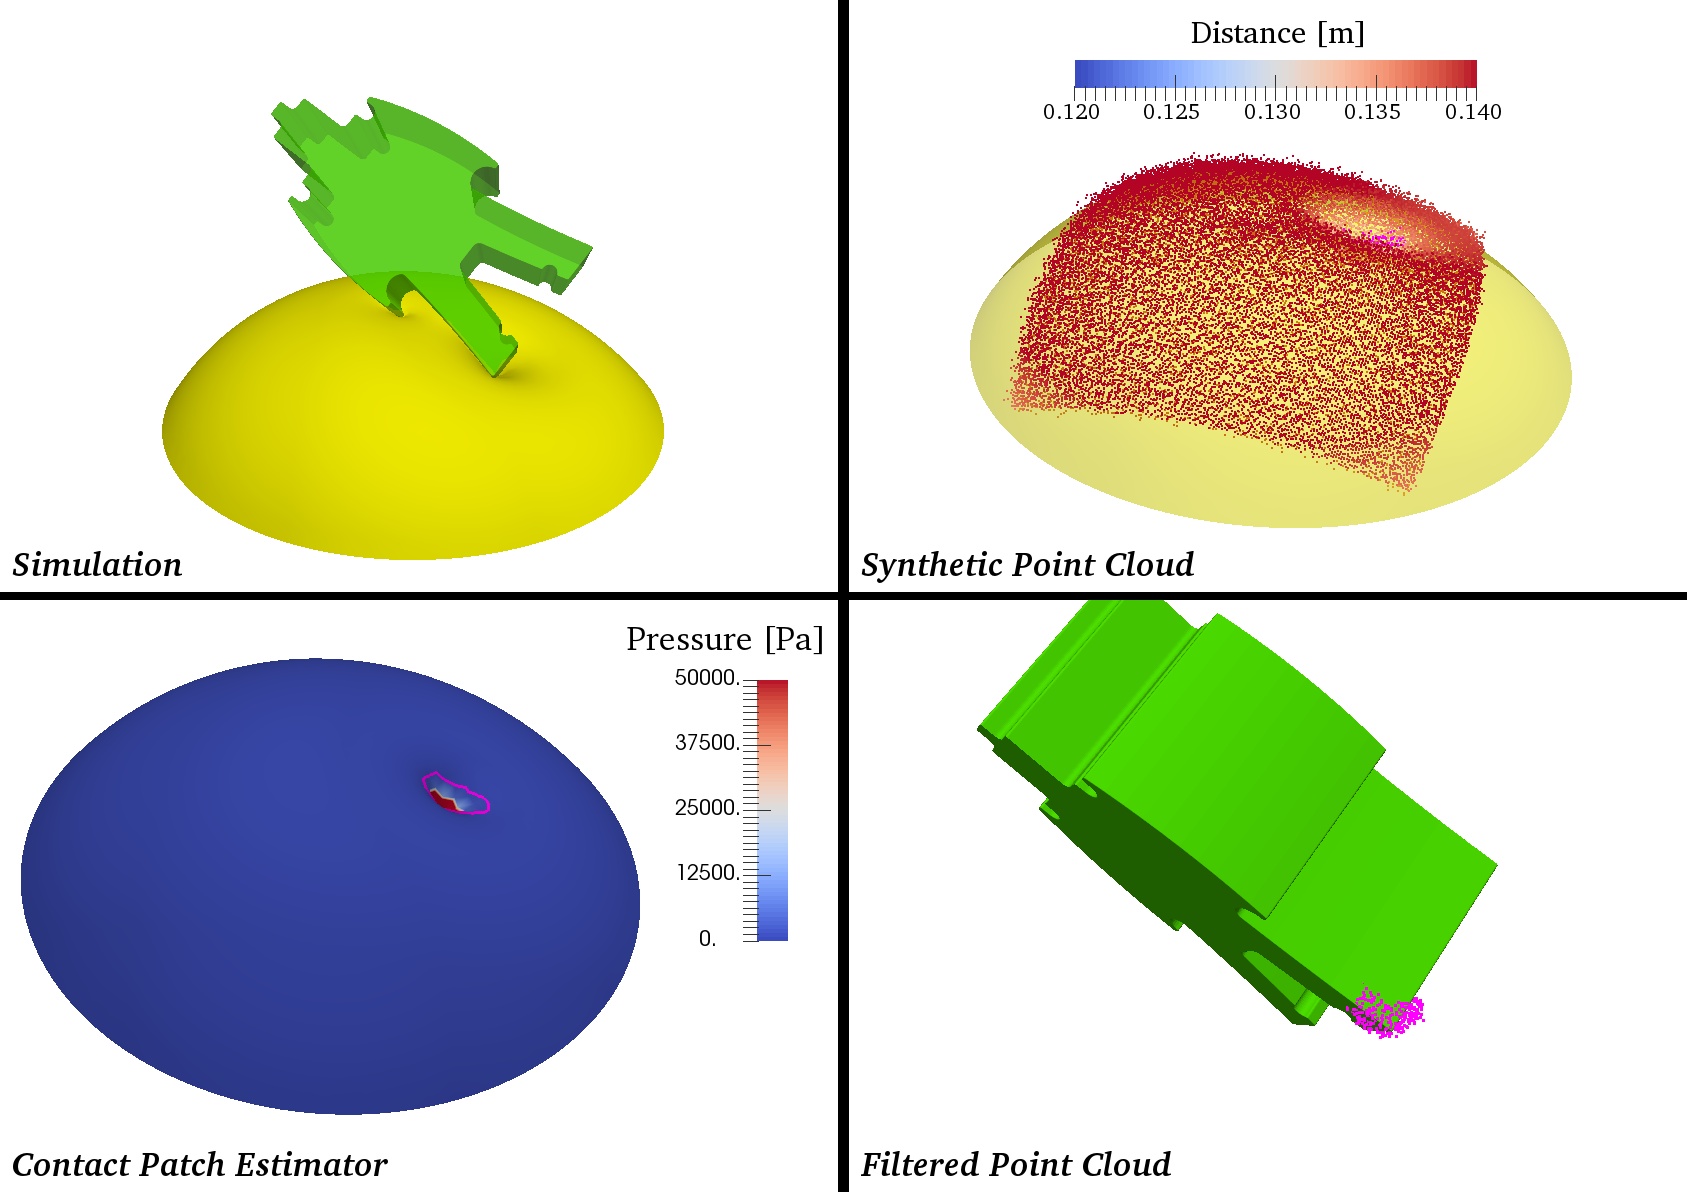 Simulation
Distance [m]
0.120 0.125 0.130 0.135 0.140
Synthetic Point Cloud
Pressure [Pa]
50000.
37500.
25000.
12500.
0.
Contact Patch Estimator
Filtered Point Cloud